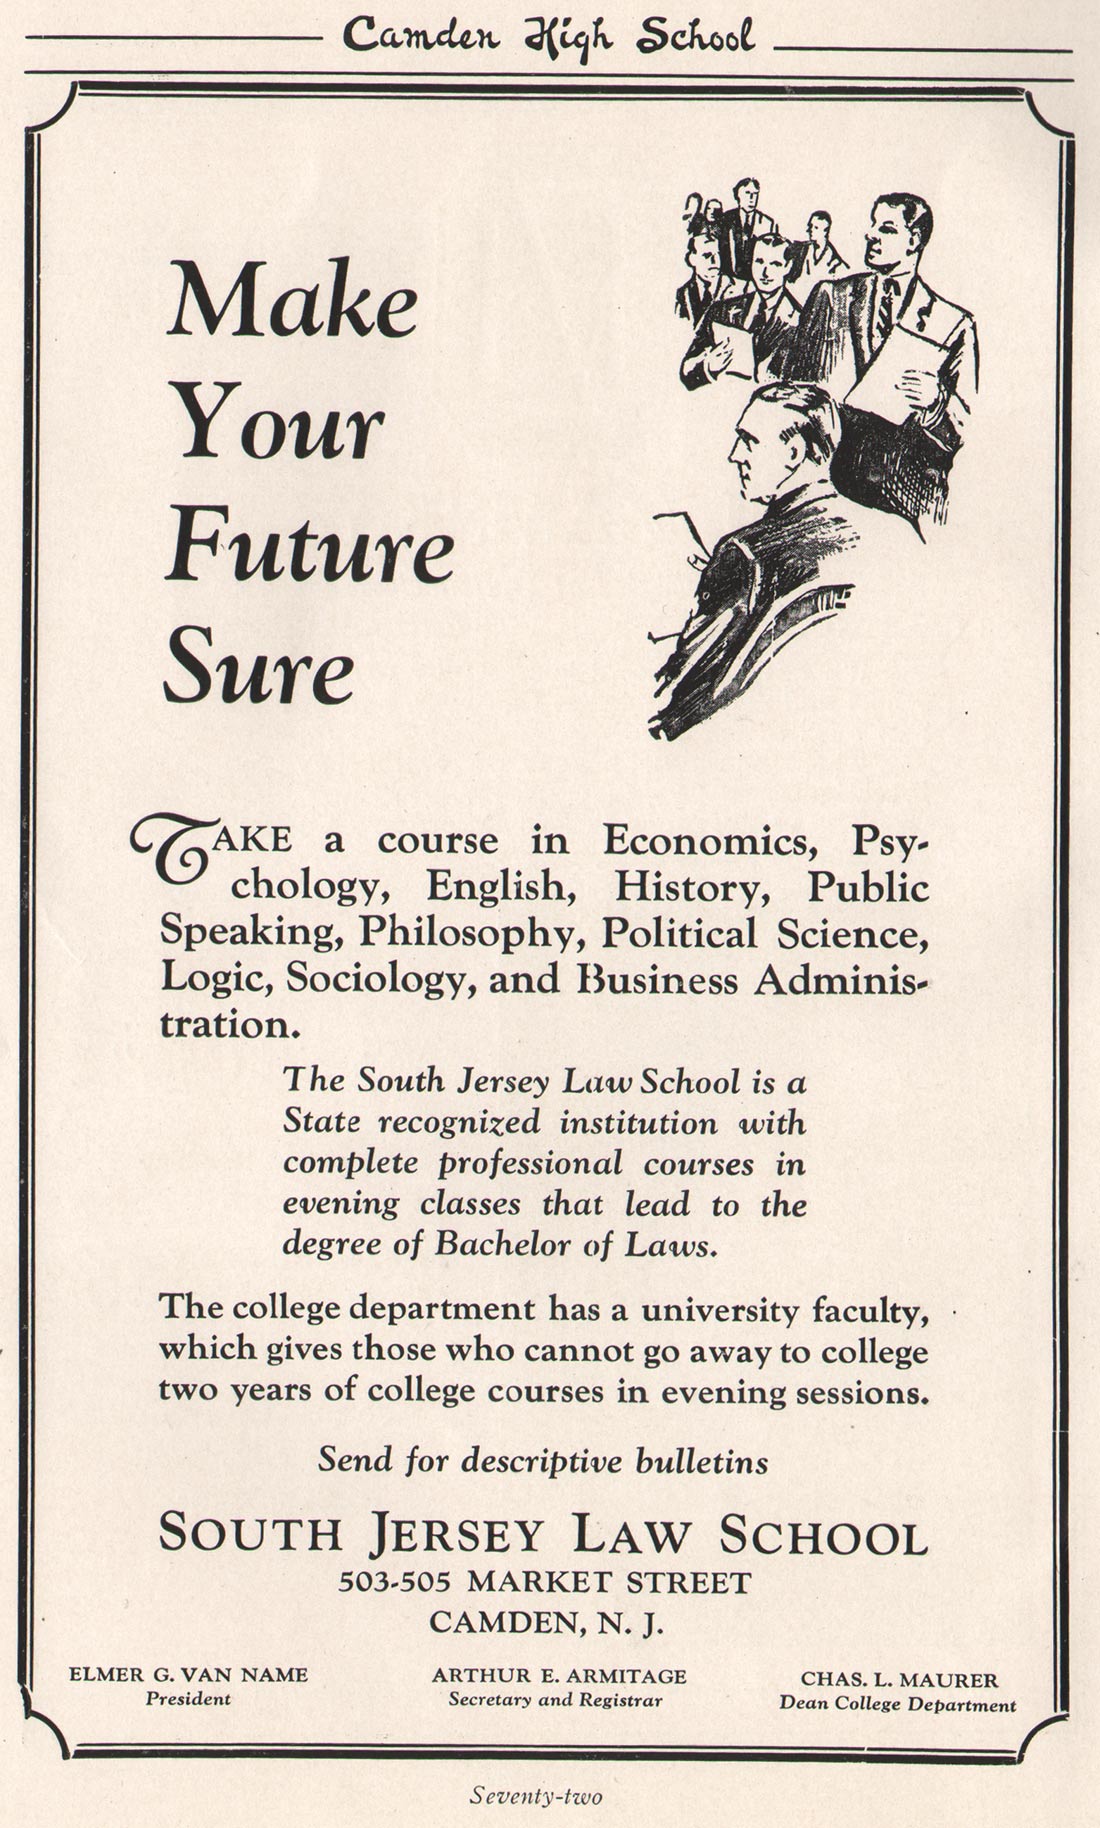 Camden High School
Make
Your
Future
Sure
TAKE a course in Economics, Psy-
chology, English, History, Public
Speaking, Philosophy, Political Science,
Logic, Sociology, and Business Adminis-
tration.
The South Jersey Law School is a
State recognized institution with
complete professional courses in
evening classes that lead to the
degree of Bachelor of Laws.
The college department has a university faculty,
which gives those who cannot go away to college
two years of college courses in evening sessions.
Send for descriptive bulletins
SOUTH JERSEY LAW SCHOOL
503-505 MARKET STREET
CAMDEN, N. J.
ELMER G. VAN NAME
President
ARTHUR E. ARMITAGE
Secretary and Registrar
CHAS. L. MAURER
Dean College Department
Seventy-two